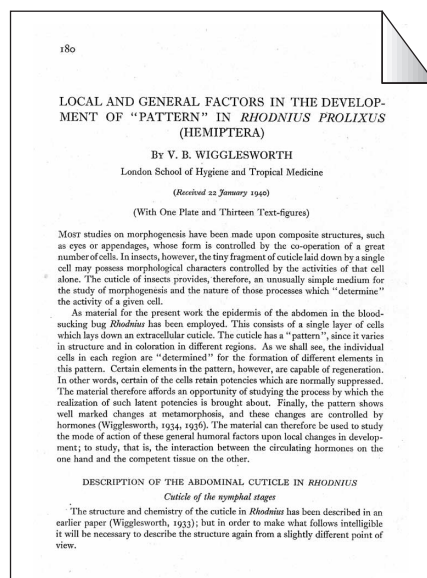 180
LOCAL AND GENERAL FACTORS IN THE DEVELOP-
MENT OF "PATTERN" IN RHODNIUS PROLIXUS
(HEMIPTERA)
BY V. B. WIGGLESWORTH
London School of Hygiene and Tropical Medicine
(Received 22 January 1940)
(With One Plate and Thirteen Text-figures)
MOST studies on morphogenesis have been made upon composite structures, such
as eyes or appendages, whose form is controlled by the co-operation of a great
number of cells. In insects, however, the tiny fragment of cuticle laid down by a single
cell may possess morphological characters controlled by the activities of that cell
alone. The cuticle of insects provides, therefore, an unusually simple medium for
the study of morphogenesis and the nature of those processes which "determine"
the activity of a given cell.
As material for the present work the epidermis of the abdomen in the blood-
sucking bug Rhodnius has been employed. This consists of a single layer of cells
which lays down an extracellular cuticle. The cuticle has a "pattern", since it varies
in structure and in coloration in different regions. As we shall see, the individual
cells in each region are "determined" for the formation of different elements in
this pattern. Certain elements in the pattern, however, are capable of regeneration.
In other words, certain of the cells retain potencies which are normally suppressed.
The material therefore affords an opportunity of studying the process by which the
realization of such latent potencies is brought about. Finally, the pattern shows
well marked changes at metamorphosis, and these changes are controlled by
hormones (Wigglesworth, 1934, 1936). The material can therefore be used to study
the mode of action of these general humoral factors upon local changes in develop-
ment; to study, that is, the interaction between the circulating hormones on the
one hand and the competent tissue on the other.
DESCRIPTION OF THE ABDOMINAL CUTICLE IN RHODNIUS
Cuticle of the nymphal stages
The structure and chemistry of the cuticle in Rhodnius has been described in an
earlier paper (Wigglesworth, 1933); but in order to make what follows intelligible
it will be necessary to describe the structure again from a slightly different point of
view.